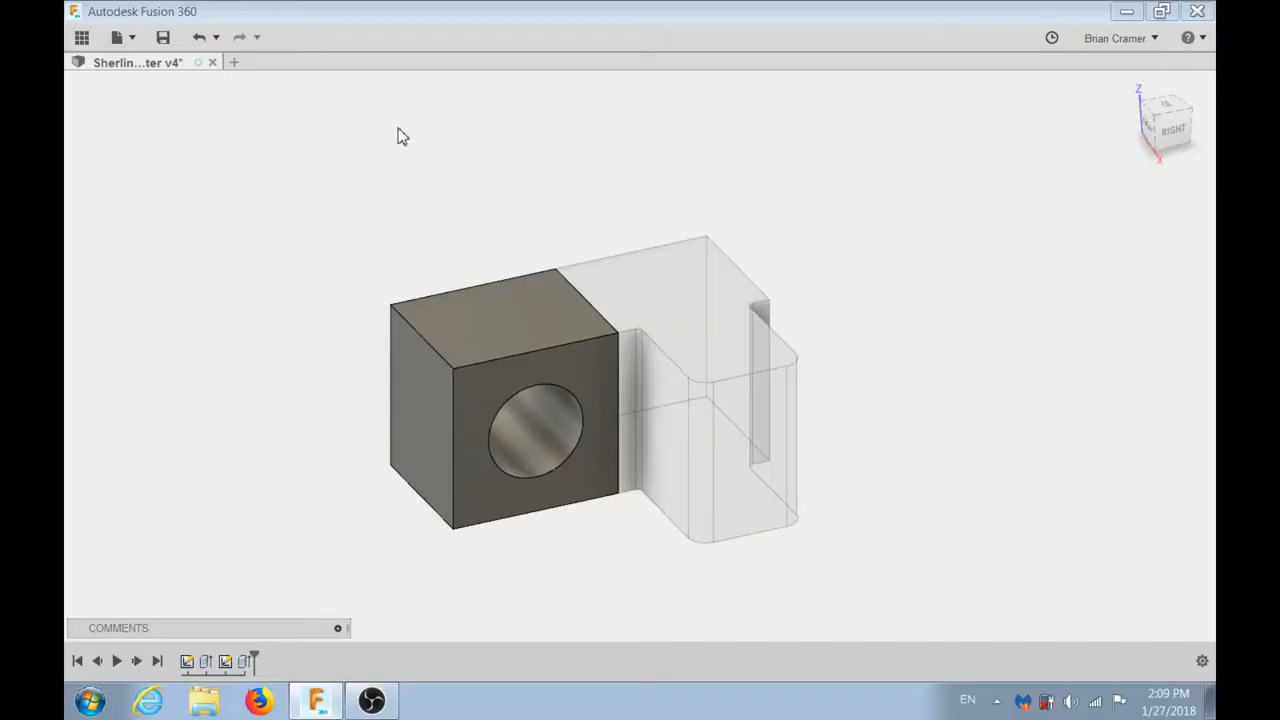 Autodesk Fusion 360
Brian Cramer
Sherlin...ter v4*
Z
RIGHT
X
COMMENTS
EN
2:09 PM
1/27/2018